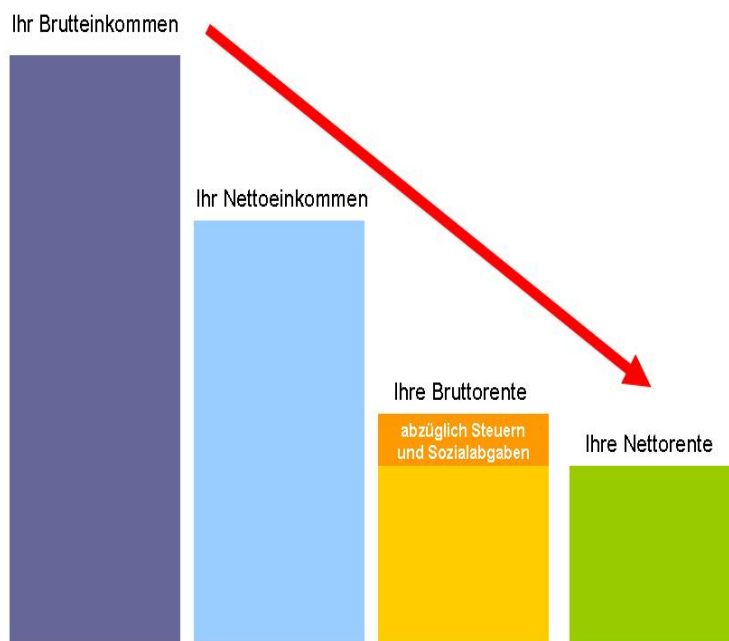 Ihr Brutteinkommen
Ihr Nettoeinkommen
Ihre Bruttorente
abzüglich Steuern
und Sozialabgaben
Ihre Nettorente